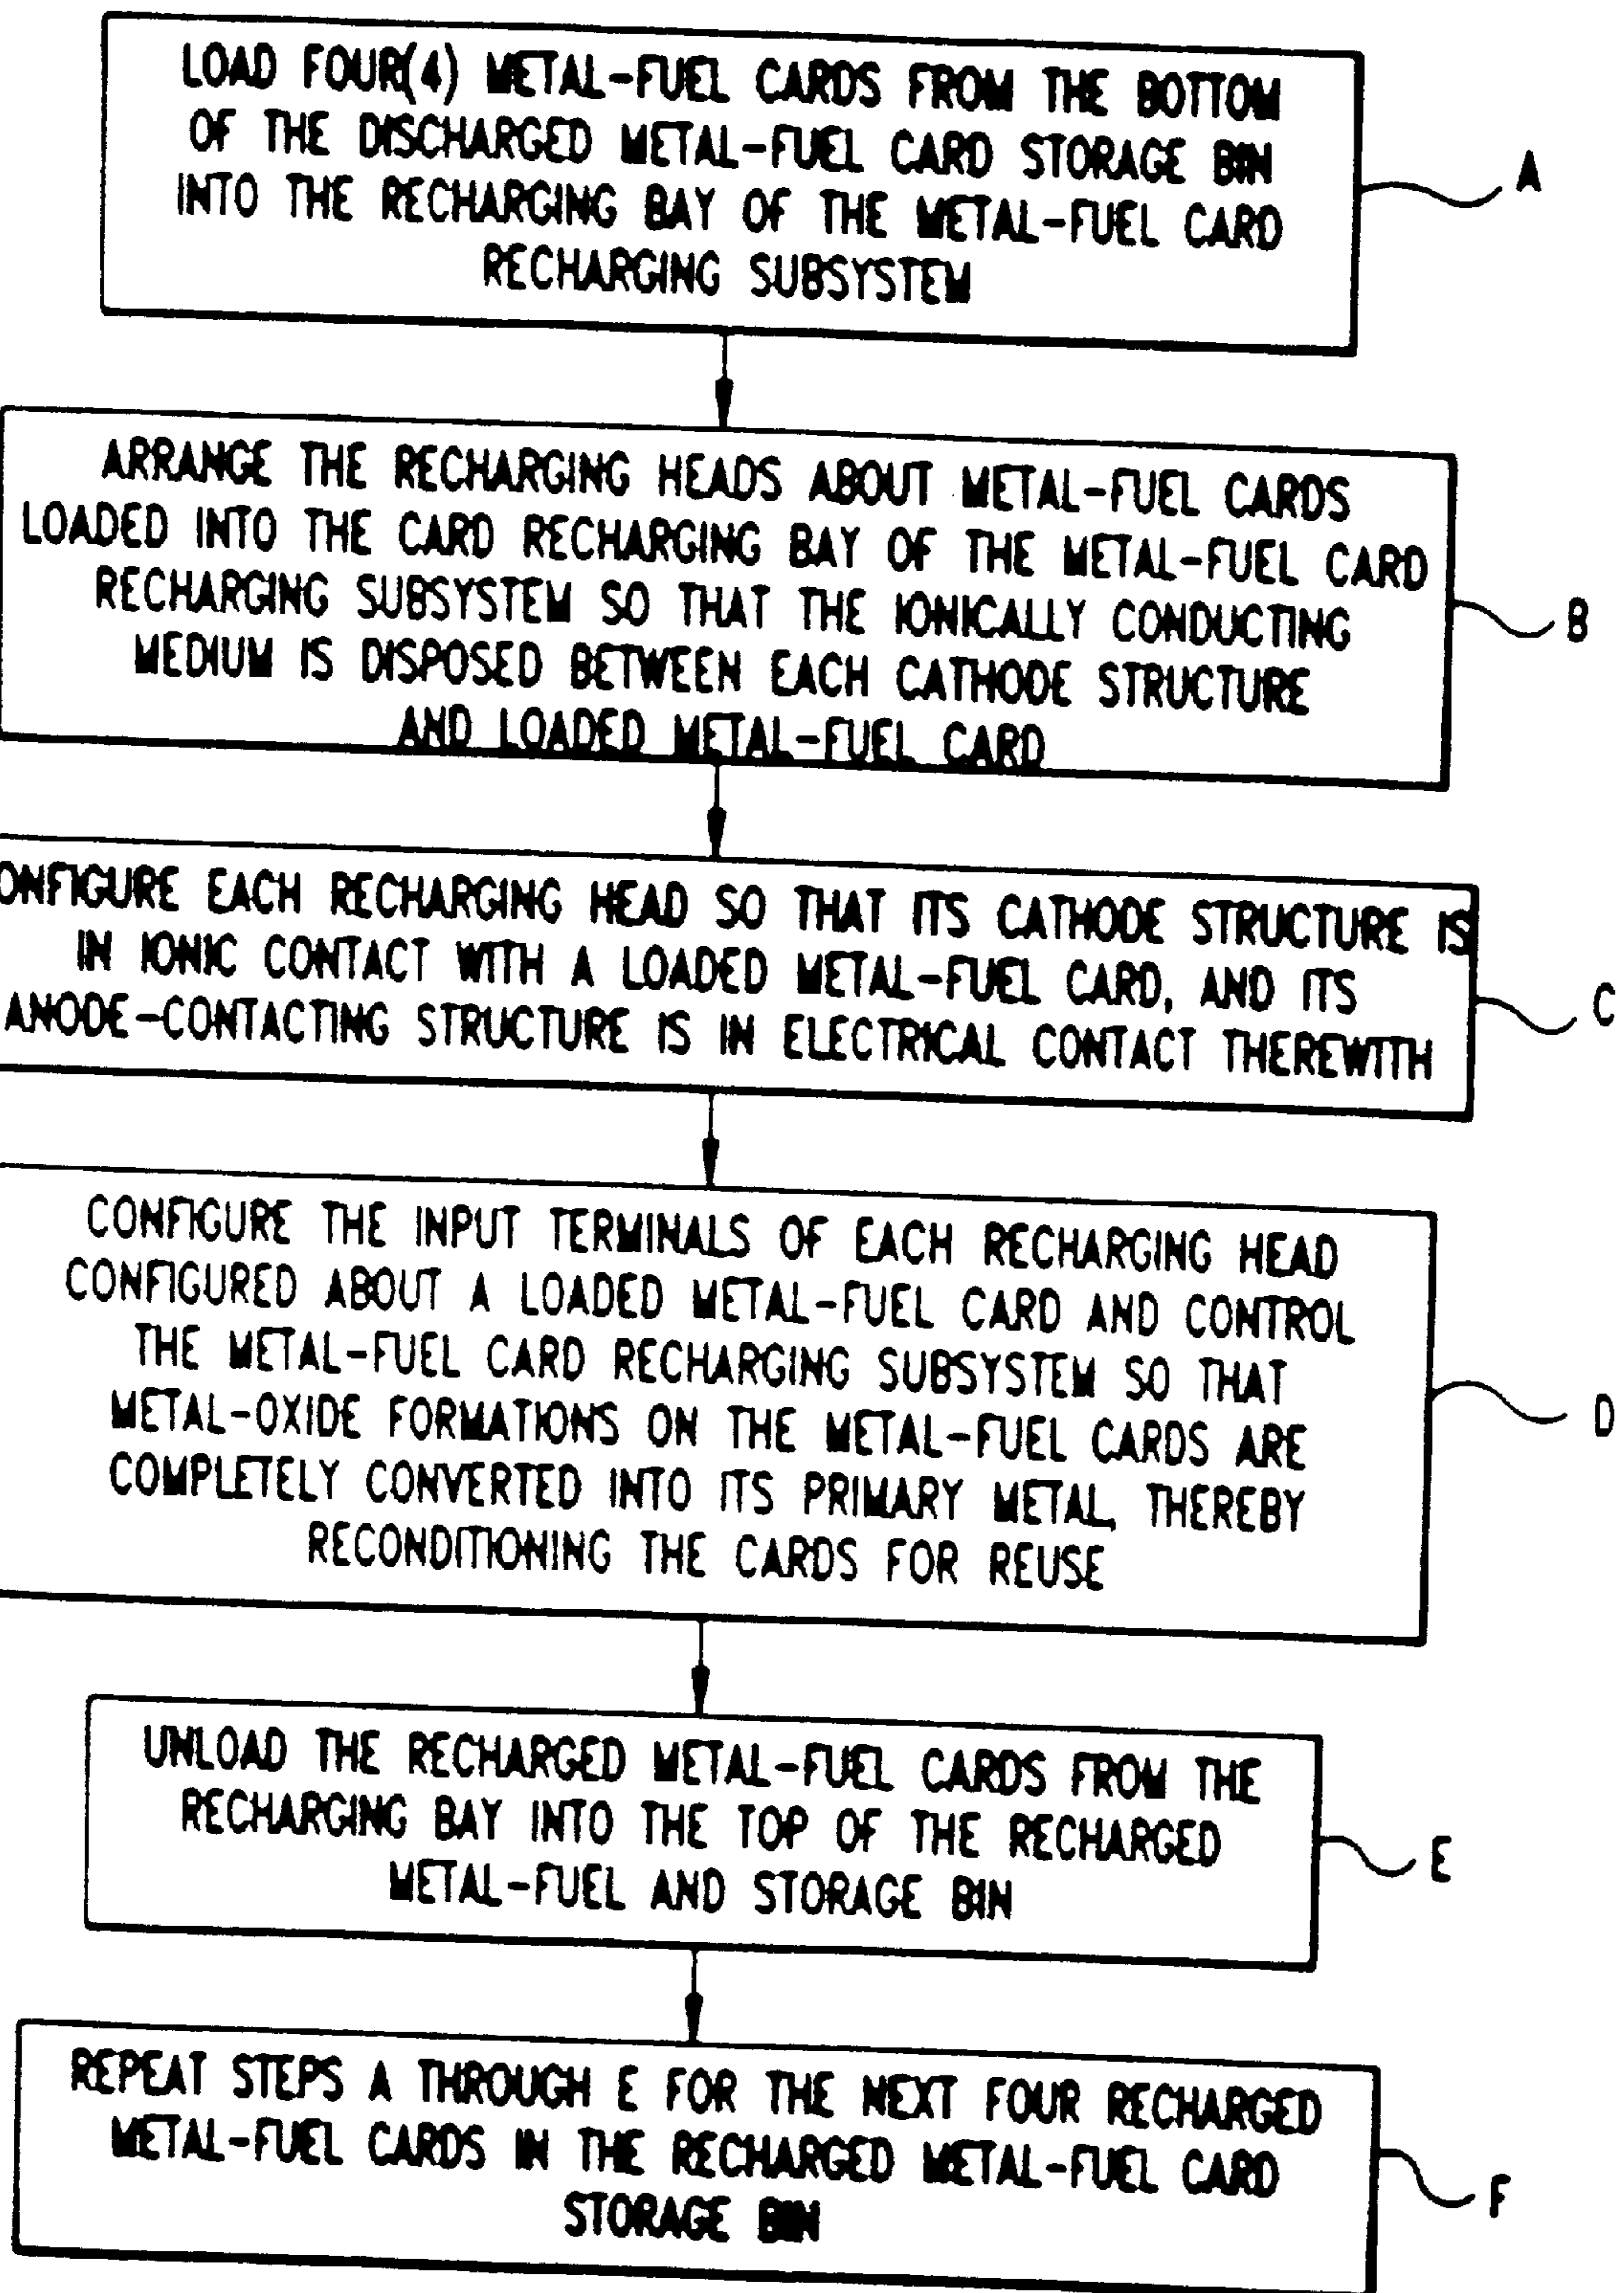 LOAD FOUR(4) METAL-FUEL CARDS FROM THE BOTTOM
OF THE DISCHARGED METAL-FUEL CARD STORAGE BIN
INTO THE RECHARGING BAY OF THE METAL-FUEL CARD
RECHARGING SUBSYSTEM
A
ARRANGE THE RECHARGING HEADS ABOUT METAL-FUEL CARDS
LOADED INTO THE CARD RECHARGING BAY OF THE METAL-FUEL CARD
RECHARGING SUBSYSTEM SO THAT THE IONICALLY CONDUCTING
MEDIUM IS DISPOSED BETWEEN EACH CATHODE STRUCTURE
AND LOADED METAL-FUEL CARD
B
ONFIGURE EACH RECHARGING HEAD SO THAT ITS CATHODE STRUCTURE IS
IN IONIC CONTACT WITH A LOADED METAL-FUEL CARD, AND ITS
ANODE-CONTACTING STRUCTURE IS IN ELECTRICAL CONTACT THEREWITH
C
CONFIGURE THE INPUT TERMINALS OF EACH RECHARGING HEAD
CONFIGURED ABOUT A LOADED METAL-FUEL CARD AND CONTROL
THE METAL-FUEL CARD RECHARGING SUBSYSTEM SO THAT
METAL-OXIDE FORMATIONS ON THE METAL-FUEL CARDS ARE
COMPLETELY CONVERTED INTO ITS PRIMARY METAL, THEREBY
RECONDITIONING THE CARDS FOR REUSE
D
UNLOAD THE RECHARGED METAL-FUEL CARDS FROM THE
RECHARGING BAY INTO THE TOP OF THE RECHARGED
METAL-FUEL AND STORAGE BIN
E
REPEAT STEPS A THROUGH E FOR THE NEXT FOUR RECHARGED
METAL-FUEL CARDS IN THE RECHARGED METAL-FUEL CARD
STORAGE BIN
F